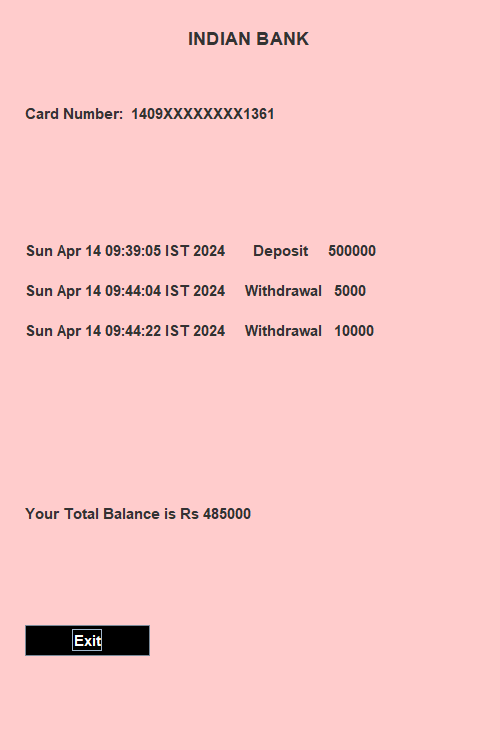 INDIAN BANK
Card Number: 1409XXXXXXXX1361
Sun Apr 14 09:39:05 IST 2024 Deposit 500000
Sun Apr 14 09:44:04 IST 2024 Withdrawal 5000
Sun Apr 14 09:44:22 IST 2024 Withdrawal 10000
Your Total Balance is Rs 485000
Exit